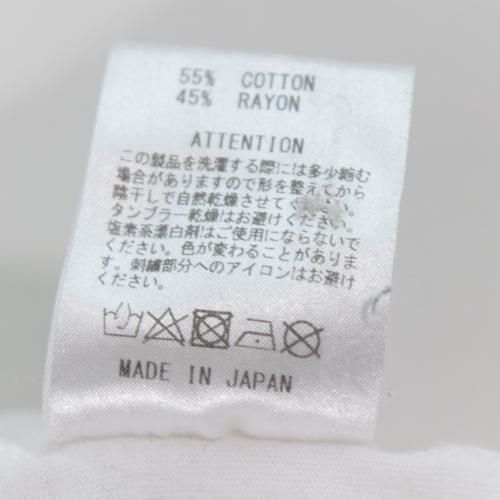 55% COTTON
45% RAYON
ATTENTION
この製品を洗濯する際には多少縮む
場合がありますので形を整えてから
陰干しで自然乾燥させて
タンブラー乾燥はお避けください。
塩素系漂白剤はご使用にならないで
ください。色が変わることがありま
す。刺繍部分へのアイロンはお避け
ください。
MADE IN JAPAN